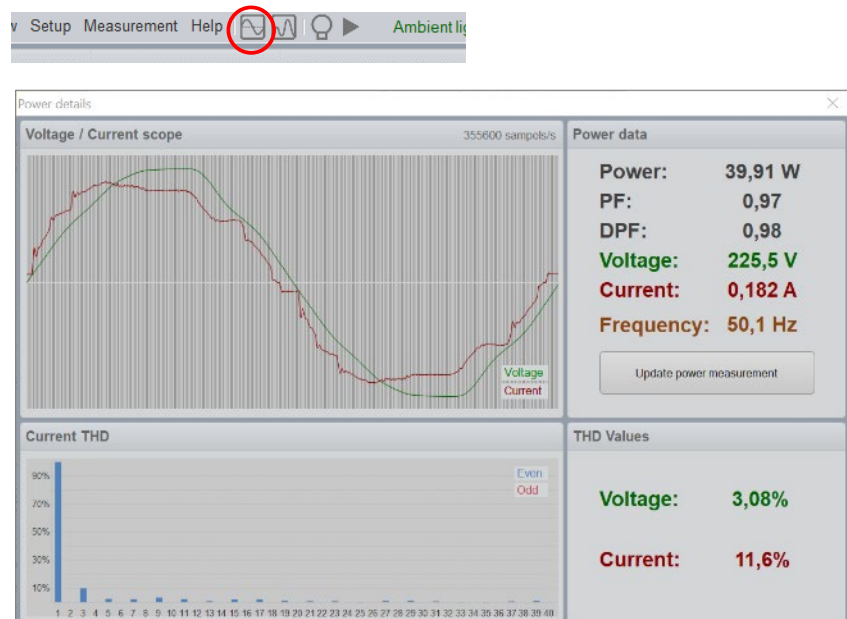 Setup Measurement Help Ambient
Power details
Voltage / Current scope 355600 sampels/s
Voltage
Current
Power data
Power: 39,91 W
PF: 0,97
DPF: 0,98
Voltage: 225,5 V
Current: 0,182 A
Frequency: 50,1 Hz
Update power measurement
Current THD
Even
Odd
90%
70%
50%
30%
10%
1 2 3 4 5 6 7 8 9 10 11 12 13 14 15 16 17 18 19 20 21 22 23 24 25 26 27 28 29 30 31 32 33 34 35 36 37 38 39 40
THD Values
Voltage: 3,08%
Current: 11,6%